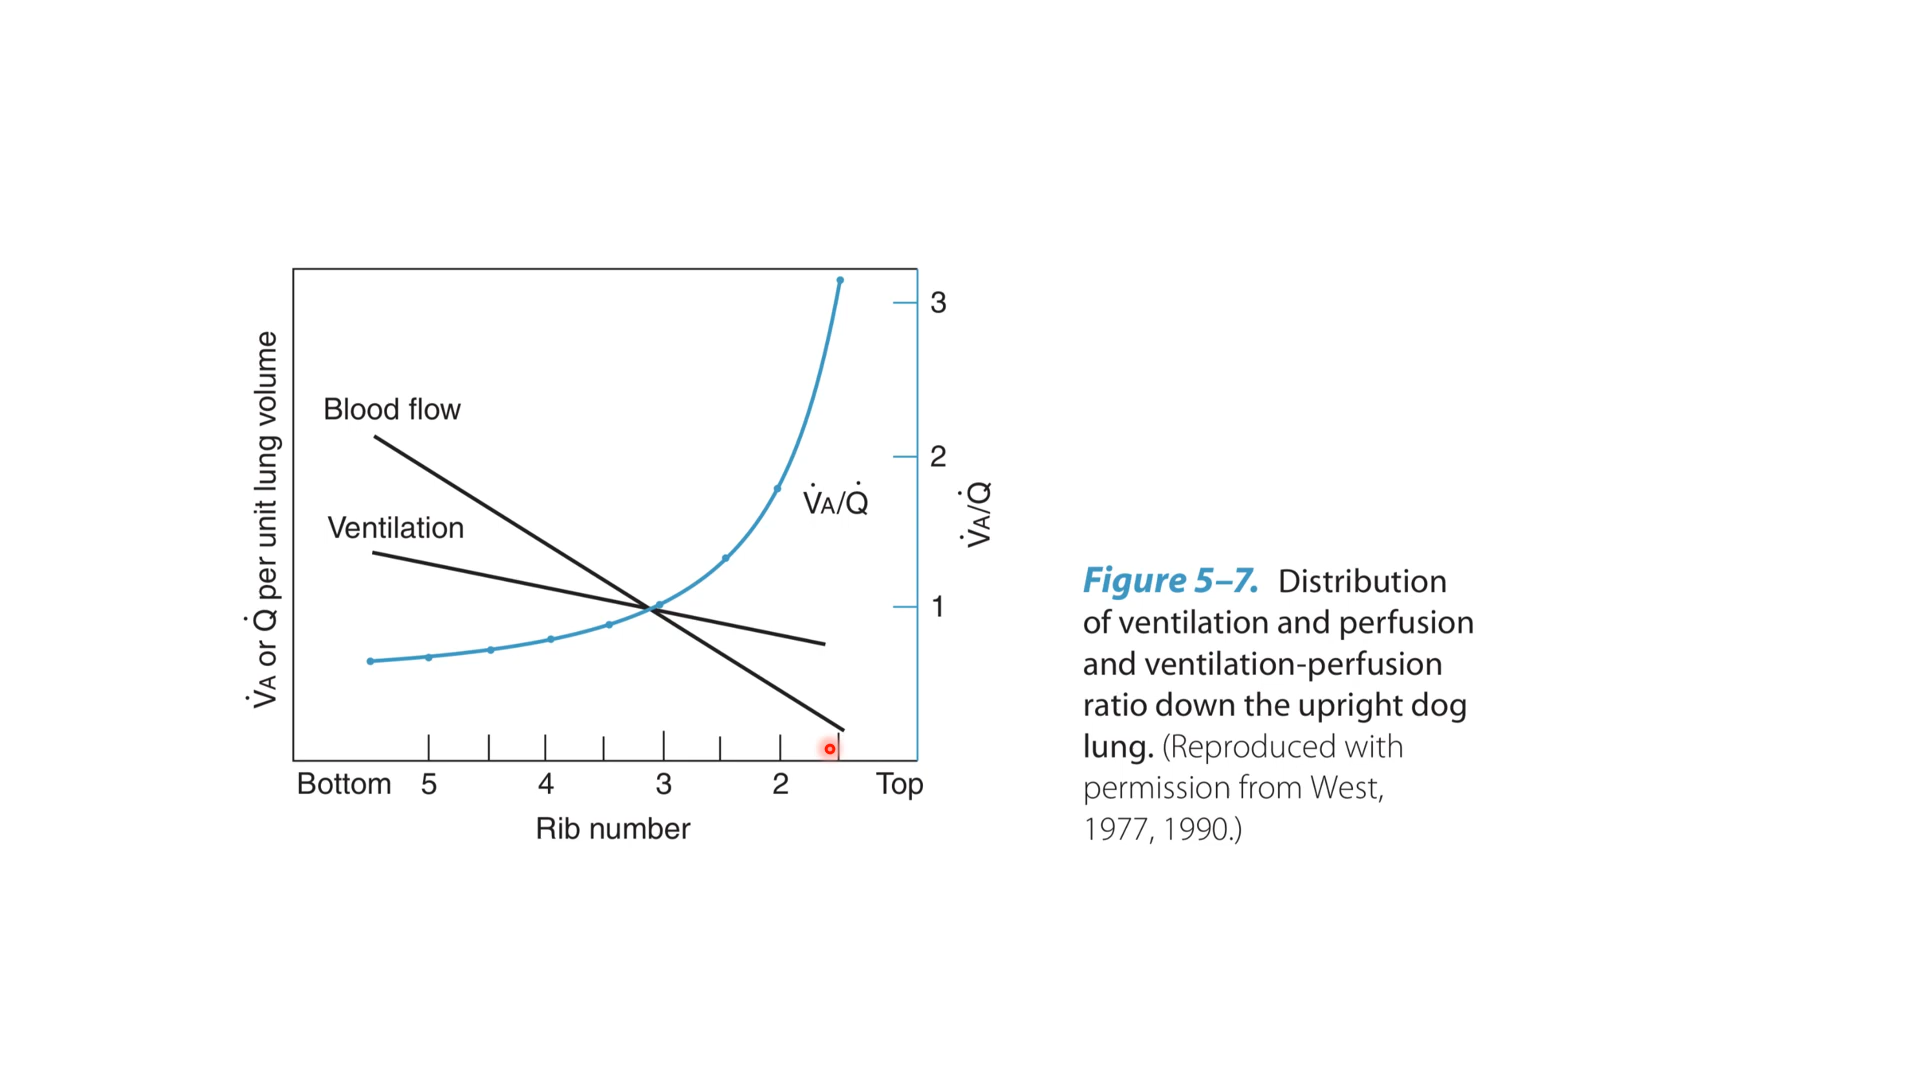 V̇A or Q̇ per unit lung volume
Blood flow
Ventilation
V̇A/Q̇
3
2
1
V̇A/Q̇
Bottom 5 4 3 2 Top
Rib number
Figure 5–7. Distribution
of ventilation and perfusion
and ventilation-perfusion
ratio down the upright dog
lung. (Reproduced with
permission from West,
1977, 1990.)